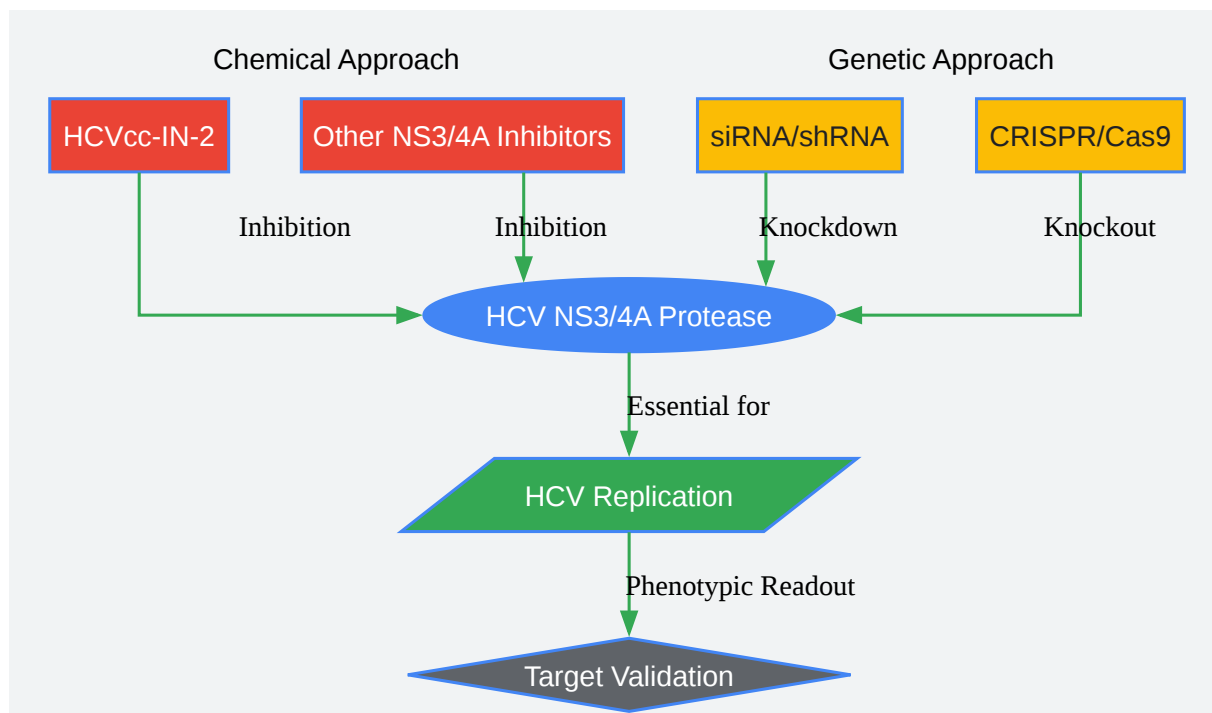 Chemical Approach
Genetic Approach
HCVcc-IN-2
Other NS3/4A Inhibitors
siRNA/shRNA
CRISPR/Cas9
Inhibition
Inhibition
Knockdown
Knockout
HCV NS3/4A Protease
Essential for
HCV Replication
Phenotypic Readout
Target Validation